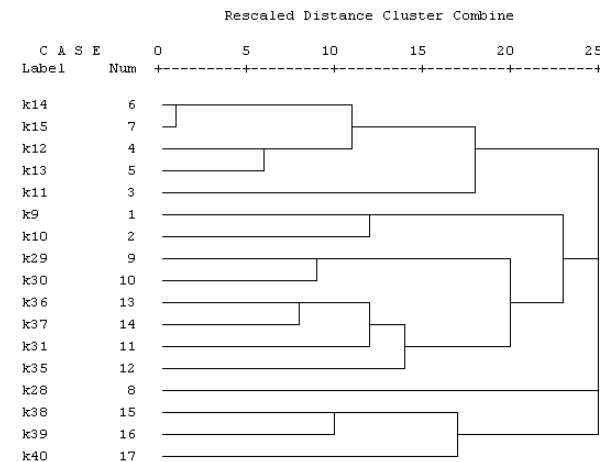 Rescaled Distance Cluster Combine
C A S E 0 5 10 15 20 25
Label Num +---------+---------+---------+---------+---------+
k14 6
k15 7
k12 4
k13 5
k11 3
k9 1
k10 2
k29 9
k30 10
k36 13
k37 14
k31 11
k35 12
k28 8
k38 15
k39 16
k40 17